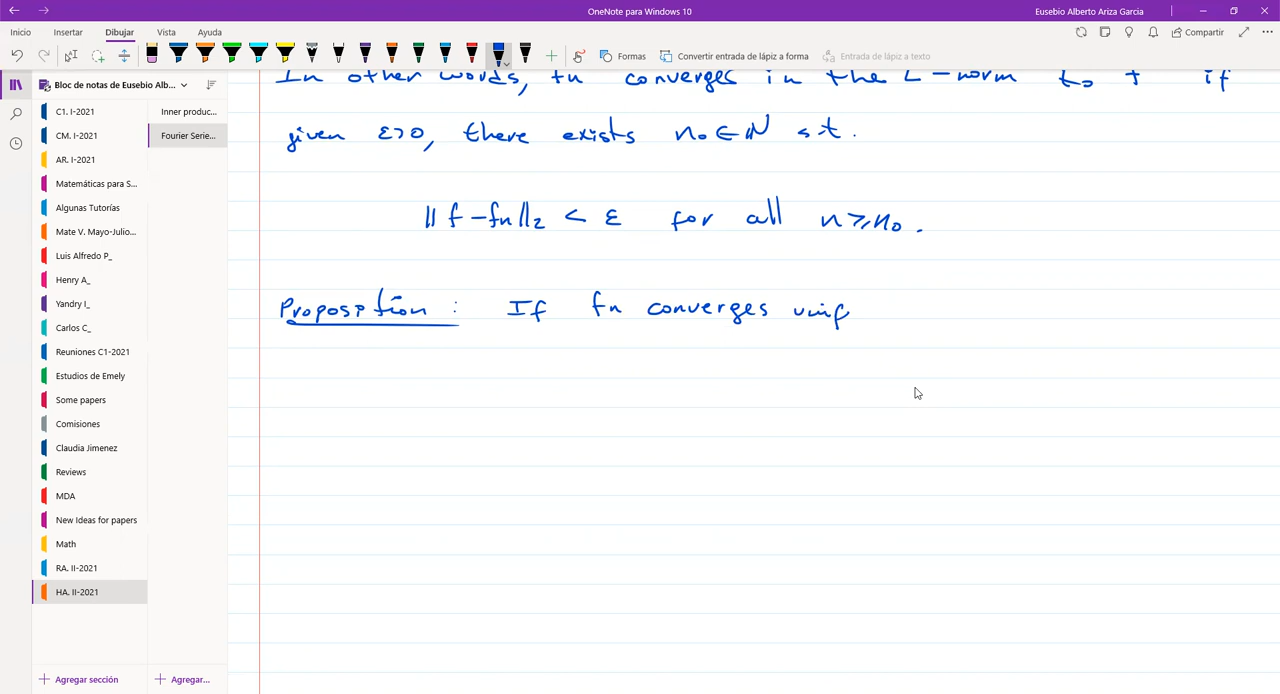 OneNote para Windows 10
Eusebio Alberto Ariza Garcia
Inicio
Insertar
Dibujar
Vista
Ayuda
Compartir
Formas
Convertir entrada de lápiz a forma
Entrada de lápiz a texto
Bloc de notas de Eusebio Alb...
C1. I-2021
CM. I-2021
AR. I-2021
Matemáticas para S...
Algunas Tutorías
Mate V. Mayo-Julio...
Luis Alfredo P_
Henry A_
Yandry I_
Carlos C_
Reuniones C1-2021
Estudios de Emely
Some papers
Comisiones
Claudia Jimenez
Reviews
MDA
New Ideas for papers
Math
RA. II-2021
HA. II-2021
Agregar sección
Inner produc...
Fourier Serie...
Agregar...
In other words, fn converges in the L²-norm to f if
given ε>0, there exists n₀∈ℕ s.t.
||f-fn||₂ < ε for all n≥n₀.
Proposition: If fn converges unif